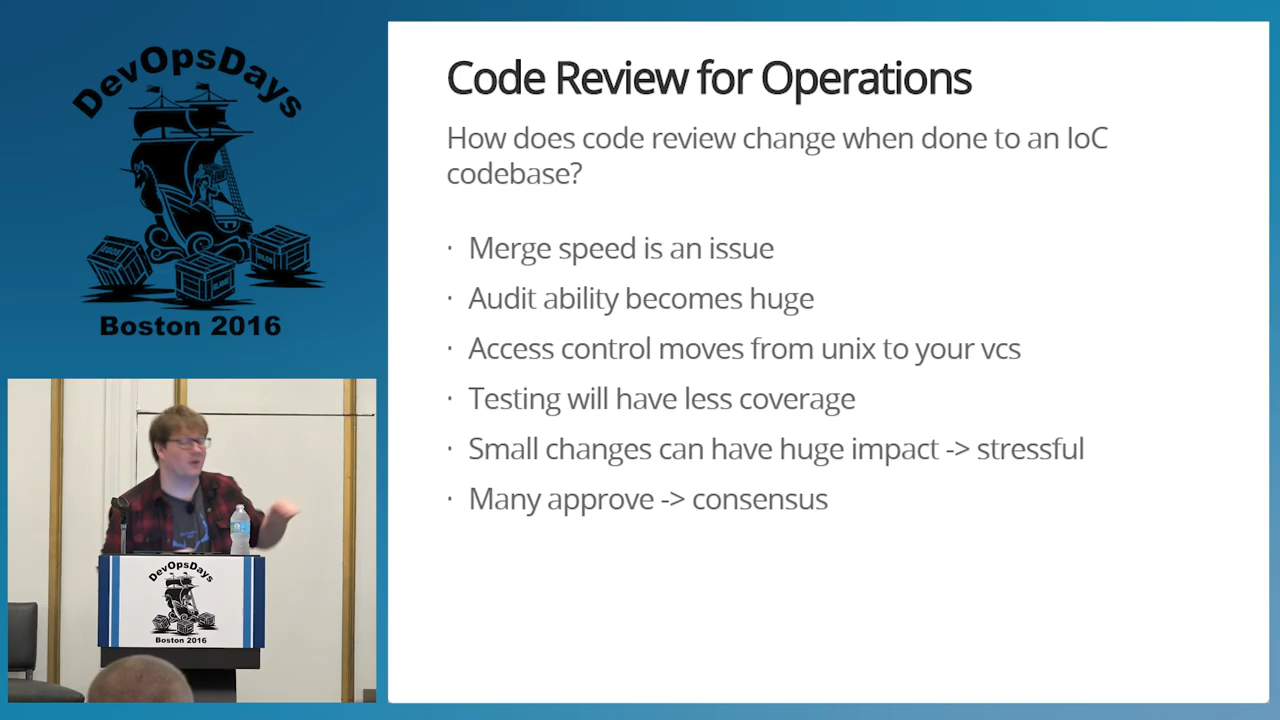 DevOpsDays
Boston 2016
Code Review for Operations
How does code review change when done to an IoC
codebase?
· Merge speed is an issue
· Audit ability becomes huge
· Access control moves from unix to your vcs
· Testing will have less coverage
· Small changes can have huge impact -> stressful
· Many approve -> consensus
DevOpsDays
Boston 2016